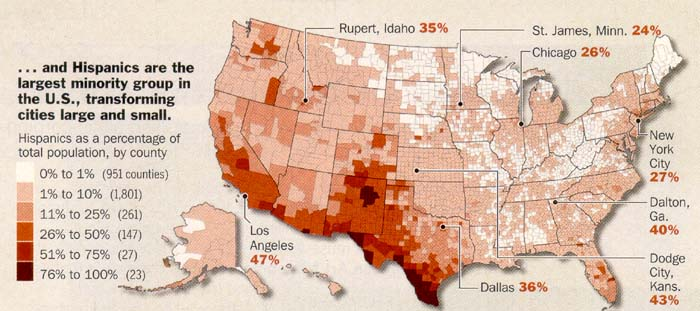 . . . and Hispanics are the
largest minority group in
the U.S., transforming
cities large and small.
Hispanics as a percentage of
total population, by county
0% to 1% (951 counties)
1% to 10% (1,801)
11% to 25% (261)
26% to 50% (147)
51% to 75% (27)
76% to 100% (23)
Rupert, Idaho 35%
St. James, Minn. 24%
Chicago 26%
New
York
City
27%
Dalton,
Ga.
40%
Dodge
City,
Kans.
43%
Dallas 36%
Los
Angeles
47%